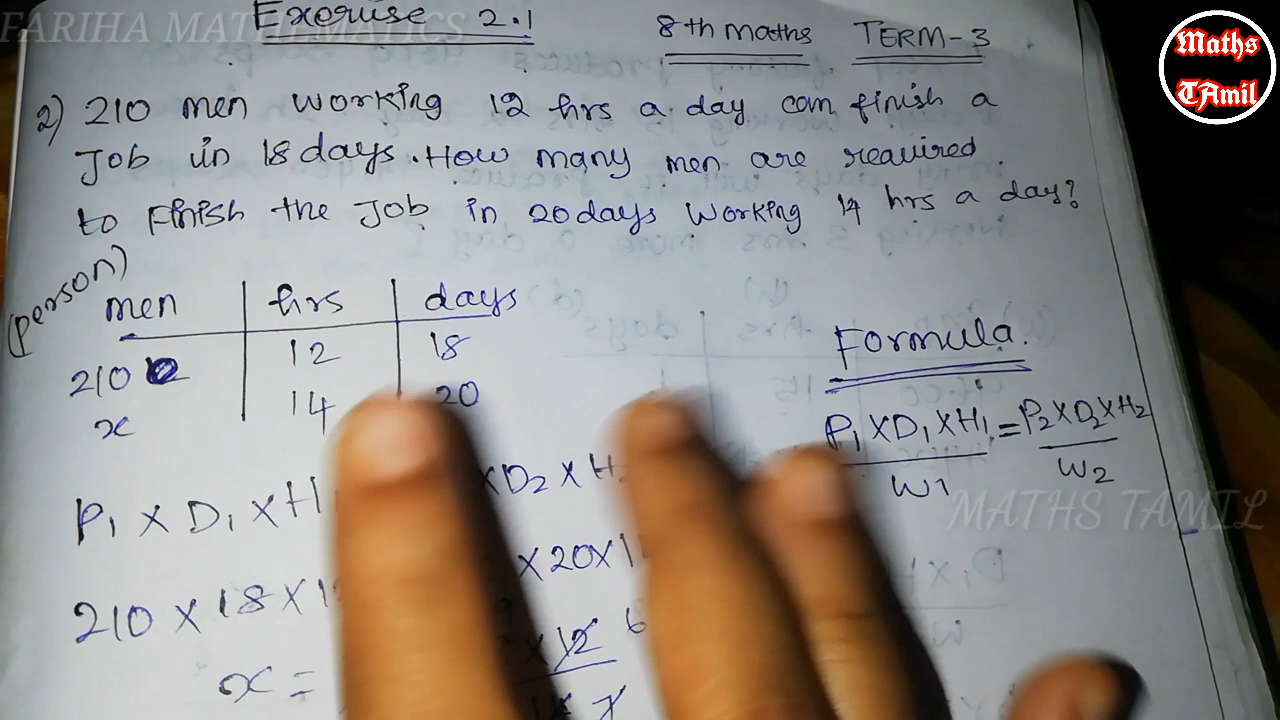 FARIHA MATHEMATICS
Exercise 2.1
8th maths TERM-3
Maths
TAmil
2) 210 men working 12 hrs a day can finish a
Job in 18 days. How many men are required.
to Finish the Job in 20 days working 14 hrs a day?
(person)
men hrs days
210 12 18
x 14 20
Formula.
P1 X D1 X H1 = P2 X D2 X H2
W1 W2
MATHS TAMIL
P1 X D1 X H X D2 X H
210 X 18 X 1 X 20 X 1
x = X 12 6